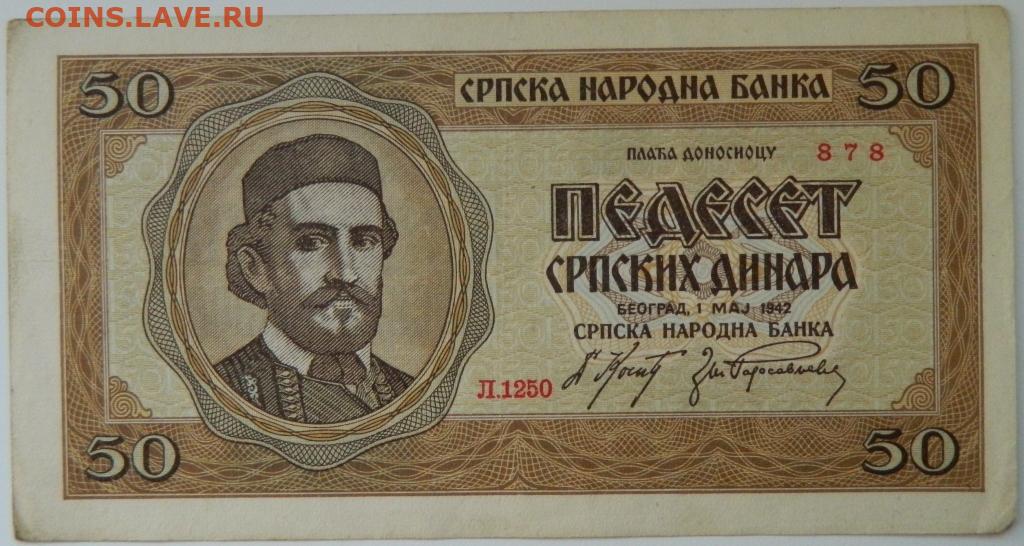 COINS.LAVE.RU
50 СРПСКА НАРОДНА БАНКА 50
ПЛАЋА ДОНОСИОЦУ 878
ПЕДЕСЕТ
СРПСКИХ ДИНАРА
БЕОГРАД, 1 МАЈ 1942
СРПСКА НАРОДНА БАНКА
Л.1250
50 50